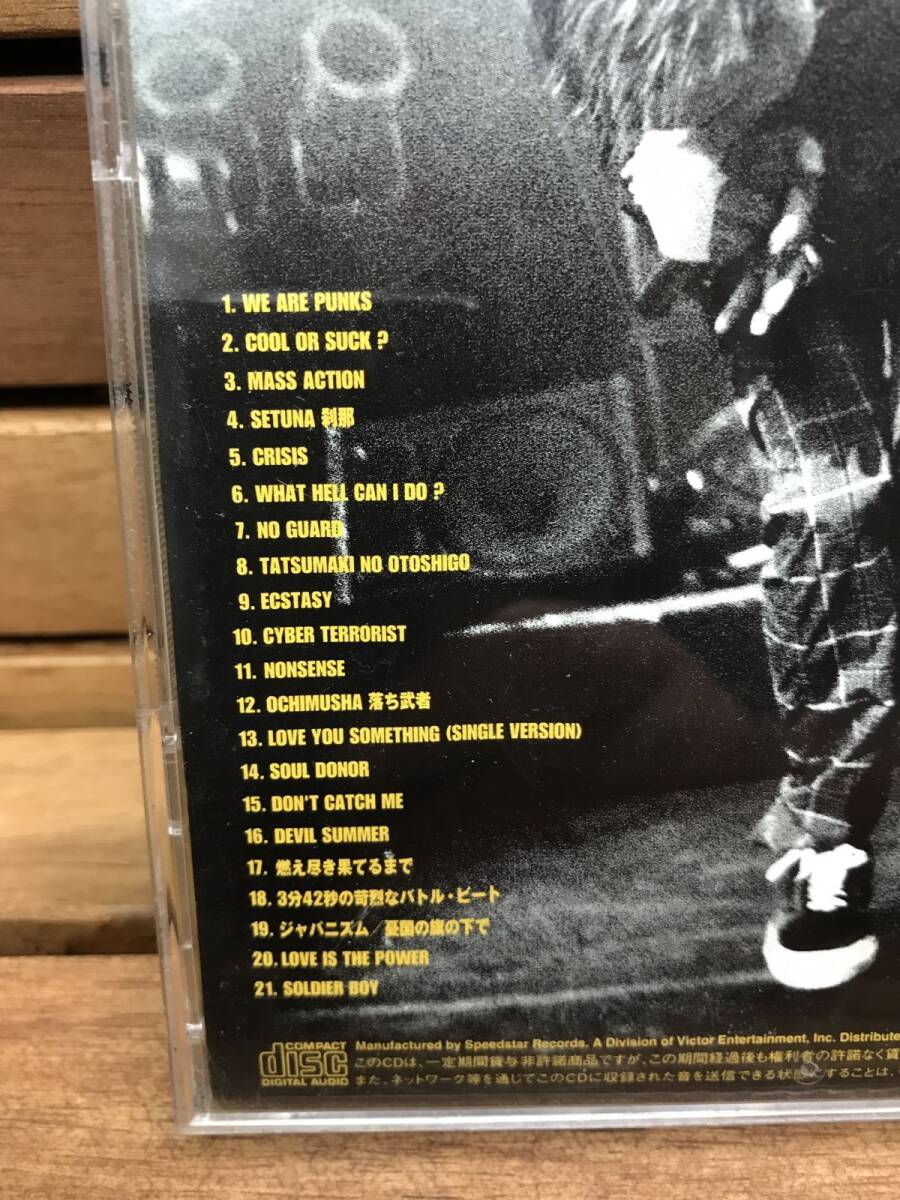 1. WE ARE PUNKS
2. COOL OR SUCK ?
3. MASS ACTION
4. SETUNA 刹那
5. CRISIS
6. WHAT HELL CAN I DO ?
7. NO GUARD
8. TATSUMAKI NO OTOSHIGO
9. ECSTASY
10. CYBER TERRORIST
11. NONSENSE
12. OCHIMUSHA 落ち武者
13. LOVE YOU SOMETHING (SINGLE VERSION)
14. SOUL DONOR
15. DON'T CATCH ME
16. DEVIL SUMMER
17. 燃え尽き果てるまで
18. 3分42秒の苛烈なバトル・ビート
19. ジャパニズム/憂国の旗の下で
20. LOVE IS THE POWER
21. SOLDIER BOY
COMPACT
disc
DIGITAL AUDIO
Manufactured by Speedstar Records. A Division of Victor Entertainment, Inc. Distribute
このCDは、一定期間貸与非許諾商品ですが、この期間経過後も権利者の許諾なく賃
また、ネットワーク等を通じてこのCDに収録された音を送信できる状態にすることは、